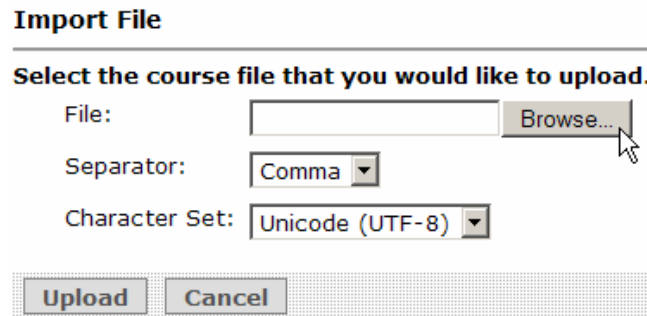 Import File
Select the course file that you would like to upload.
File: Browse...
Separator: Comma
Character Set: Unicode (UTF-8)
Upload Cancel